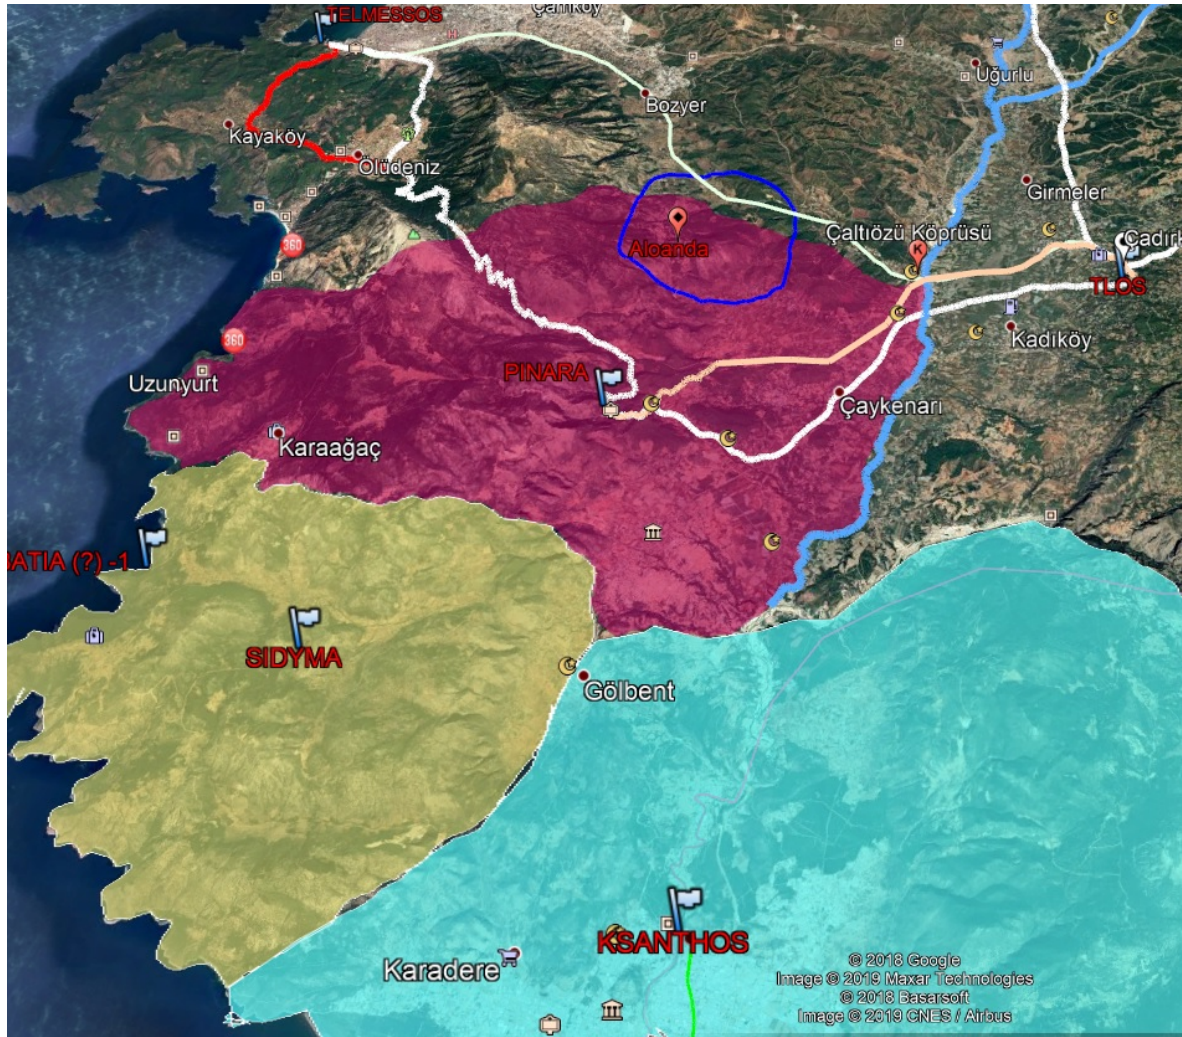 TELMESSOS
Çamköy
Uğurlu
Bozyer
Kayaköy
Ölüdeniz
Girmeler
Aloanda
Çaltıözü Köprüsü
K
360
TLOS
360
Kadıköy
PINARA
Uzunyurt
Çaykenarı
Karaağaç
(?) -1
SIDYMA
Gölbent
KSANTHOS
Karadere
© 2018 Google
Image © 2019 Maxar Technologies
© 2018 Basarsoft
Image © 2019 CNES / Airbus